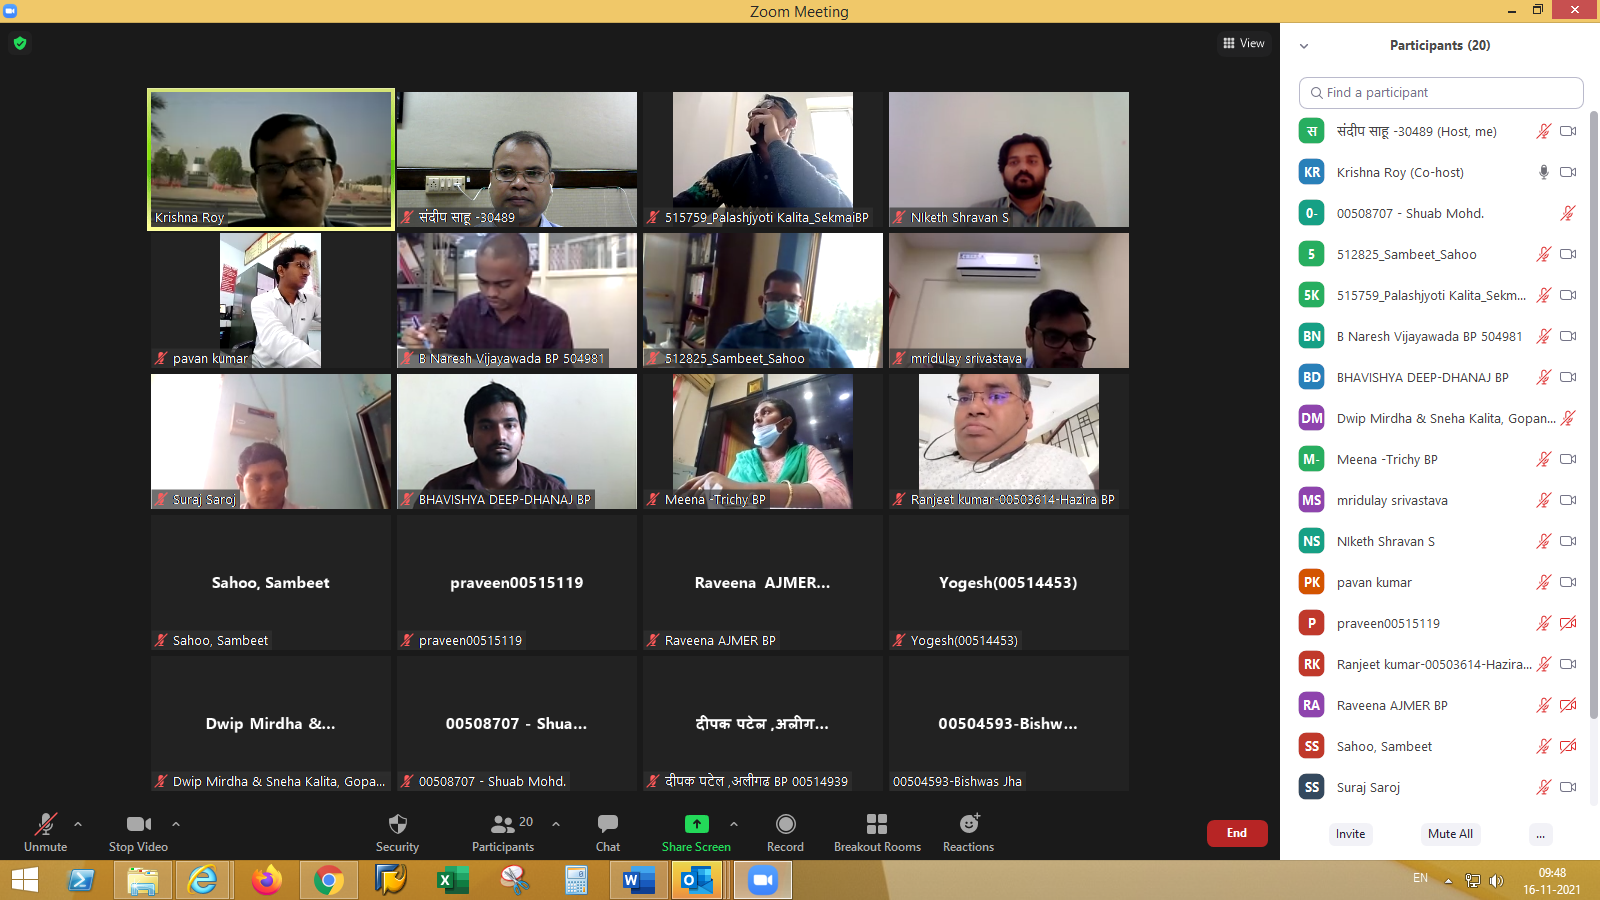 Zoom Meeting
View
Participants (20)
Find a participant
Krishna Roy
संदीप साहू -30489
515759_Palashjyoti Kalita_SekmaiBP
NIketh Shravan S
pavan kumar
B Naresh Vijayawada BP 504981
512825_Sambeet_Sahoo
mridulay srivastava
Suraj Saroj
BHAVISHYA DEEP-DHANAJ BP
Meena -Trichy BP
Ranjeet kumar-00503614-Hazira BP
Sahoo, Sambeet
praveen00515119
Raveena AJMER...
Yogesh(00514453)
Sahoo, Sambeet
praveen00515119
Raveena AJMER BP
Yogesh(00514453)
Dwip Mirdha &...
00508707 - Shua...
दीपक पटेल ,अलीग...
00504593-Bishw...
Dwip Mirdha & Sneha Kalita, Gopa...
00508707 - Shuab Mohd.
दीपक पटेल ,अलीगढ BP 00514939
00504593-Bishwas Jha
स संदीप साहू -30489 (Host, me)
KR Krishna Roy (Co-host)
0- 00508707 - Shuab Mohd.
5 512825_Sambeet_Sahoo
5K 515759_Palashjyoti Kalita_Sekm...
BN B Naresh Vijayawada BP 504981
BD BHAVISHYA DEEP-DHANAJ BP
DM Dwip Mirdha & Sneha Kalita, Gopan...
M- Meena -Trichy BP
MS mridulay srivastava
NS NIketh Shravan S
PK pavan kumar
P praveen00515119
RK Ranjeet kumar-00503614-Hazira...
RA Raveena AJMER BP
SS Sahoo, Sambeet
SS Suraj Saroj
Invite Mute All ...
Unmute
Stop Video
Security
Participants 20
Chat
Share Screen
Record
Breakout Rooms
Reactions
End
EN
09:48
16-11-2021